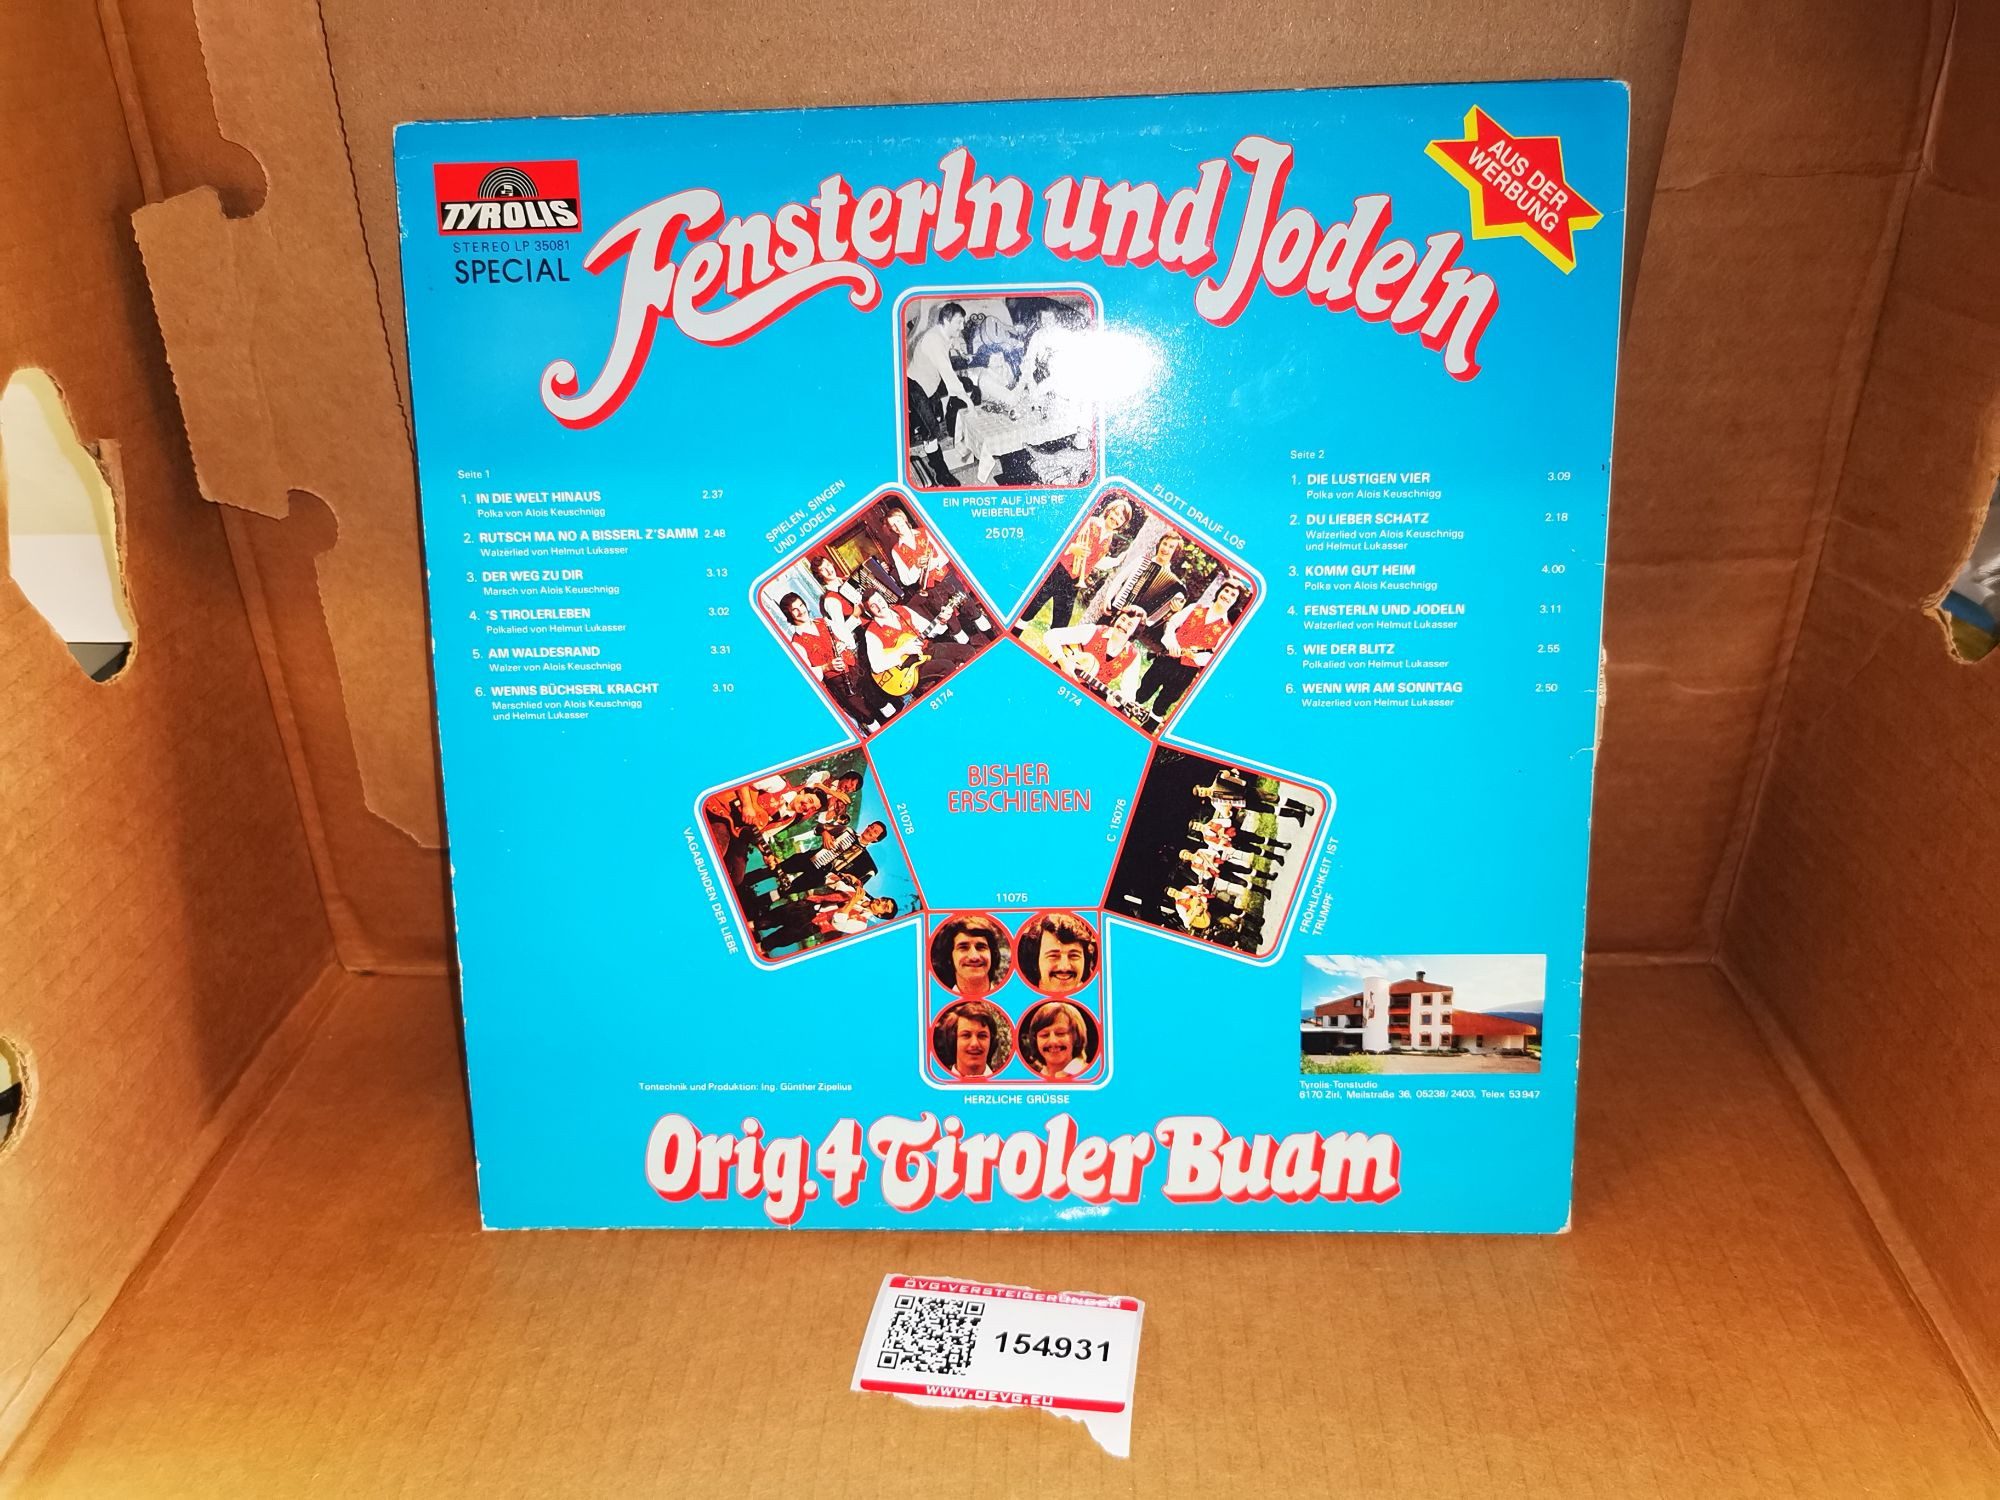 TYROLIS
STEREO LP 35081
SPECIAL
Fensterln und Jodeln
AUS DER
WERBUNG
Seite 1
1. IN DIE WELT HINAUS 2.37
Polka von Alois Keuschnigg
2. RUTSCH MA NO A BISSERL Z'SAMM 2.48
Walzerlied von Helmut Lukasser
3. DER WEG ZU DIR 3.13
Marsch von Alois Keuschnigg
4. 'S TIROLERLEBEN 3.02
Polkalied von Helmut Lukasser
5. AM WALDESRAND 3.31
Walzer von Alois Keuschnigg
6. WENNS BÜCHSERL KRACHT 3.10
Marschlied von Alois Keuschnigg
und Helmut Lukasser
Seite 2
1. DIE LUSTIGEN VIER 3.09
Polka von Alois Keuschnigg
2. DU LIEBER SCHATZ 2.18
Walzerlied von Alois Keuschnigg
und Helmut Lukasser
3. KOMM GUT HEIM 4.00
Polka von Alois Keuschnigg
4. FENSTERLN UND JODELN 3.11
Walzerlied von Helmut Lukasser
5. WIE DER BLITZ 2.55
Polkalied von Helmut Lukasser
6. WENN WIR AM SONNTAG 2.50
Walzerlied von Helmut Lukasser
EIN PROST AUF UNS'RE
WEIBERLEUT
25079
SPIELEN, SINGEN
UND JODELN
8174
FLOTT DRAUF LOS
9174
BISHER
ERSCHIENEN
VAGABUNDEN DER LIEBE
21078
C 15076
FRÖHLICHKEIT IST
TRUMPF
11075
HERZLICHE GRÜSSE
Tontechnik und Produktion: Ing. Günther Zipelius
Tyrolis-Tonstudio
6170 Zirl, Meilstraße 36, 05238/2403, Telex 53947
Orig. 4 Tiroler Buam
ÖVG-VERSTEIGERUNGEN
154931
WWW.OEVG.EU